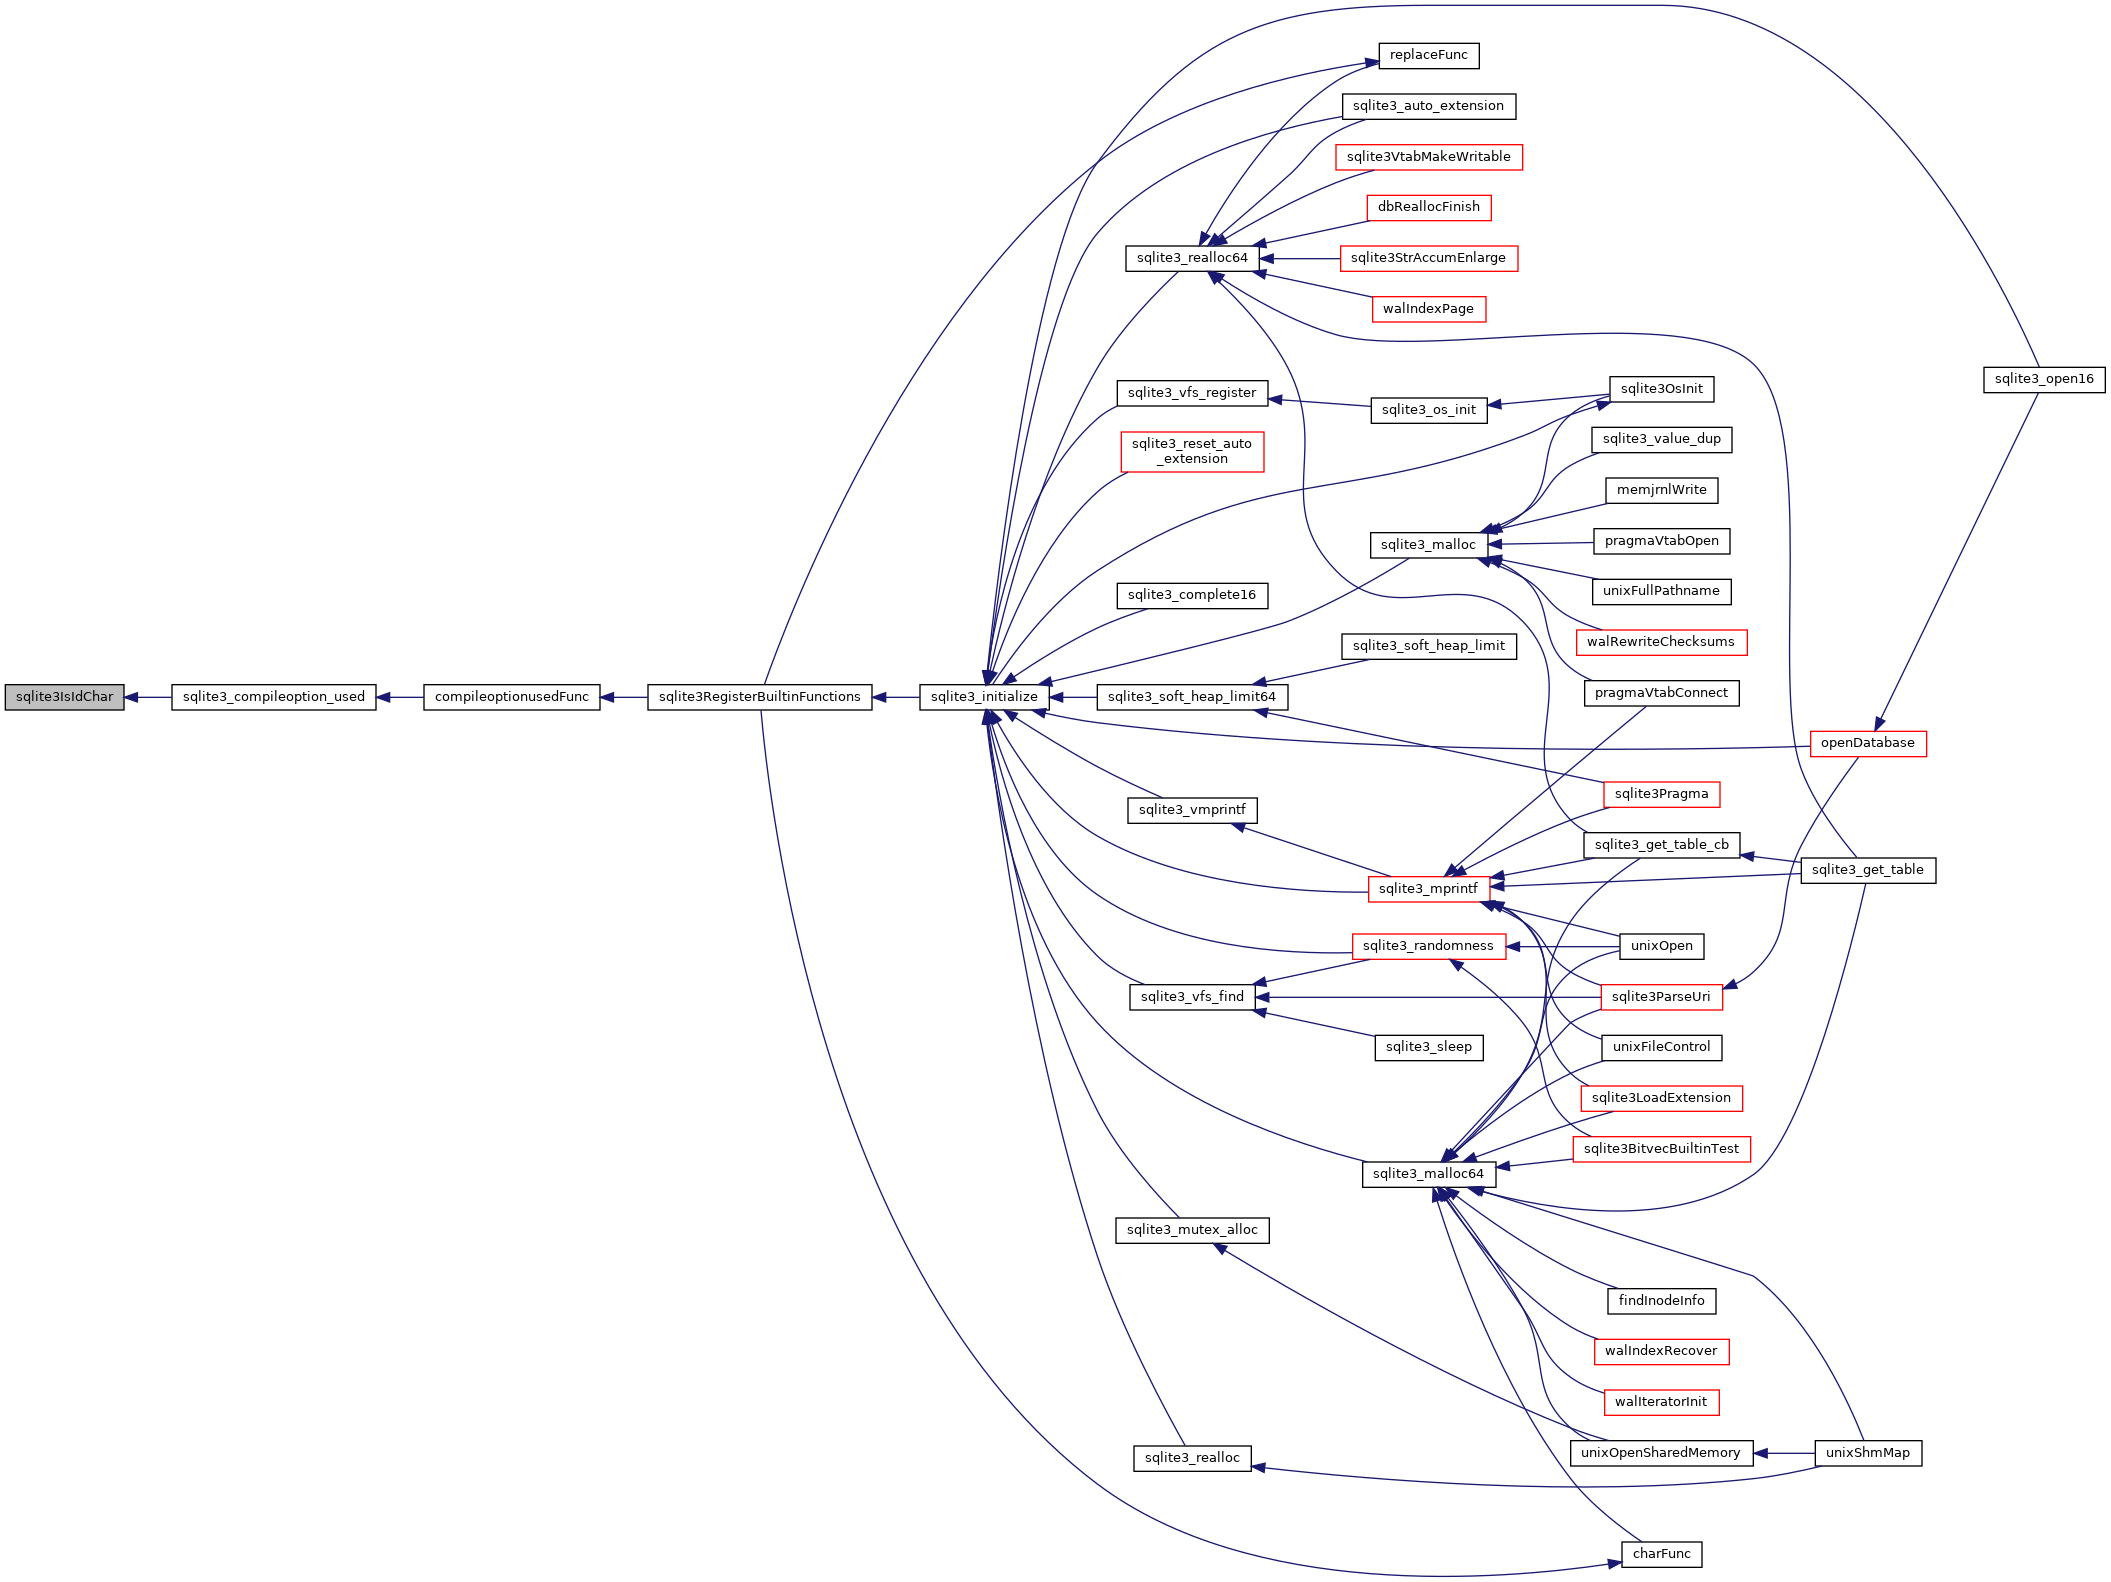 replaceFunc
sqlite3_auto_extension
sqlite3VtabMakeWritable
dbReallocFinish
sqlite3_realloc64
sqlite3StrAccumEnlarge
walIndexPage
sqlite3_open16
sqlite3_vfs_register
sqlite3_os_init
sqlite3OsInit
sqlite3_reset_auto
_extension
sqlite3_value_dup
memjrnlWrite
sqlite3_malloc
pragmaVtabOpen
sqlite3_complete16
unixFullPathname
sqlite3_soft_heap_limit
walRewriteChecksums
sqlite3IsIdChar
sqlite3_compileoption_used
compileoptionusedFunc
sqlite3RegisterBuiltinFunctions
sqlite3_initialize
sqlite3_soft_heap_limit64
pragmaVtabConnect
openDatabase
sqlite3_vmprintf
sqlite3Pragma
sqlite3_get_table_cb
sqlite3_mprintf
sqlite3_get_table
sqlite3_randomness
unixOpen
sqlite3_vfs_find
sqlite3ParseUri
sqlite3_sleep
unixFileControl
sqlite3LoadExtension
sqlite3BitvecBuiltinTest
sqlite3_malloc64
sqlite3_mutex_alloc
findInodeInfo
walIndexRecover
walIteratorInit
sqlite3_realloc
unixOpenSharedMemory
unixShmMap
charFunc